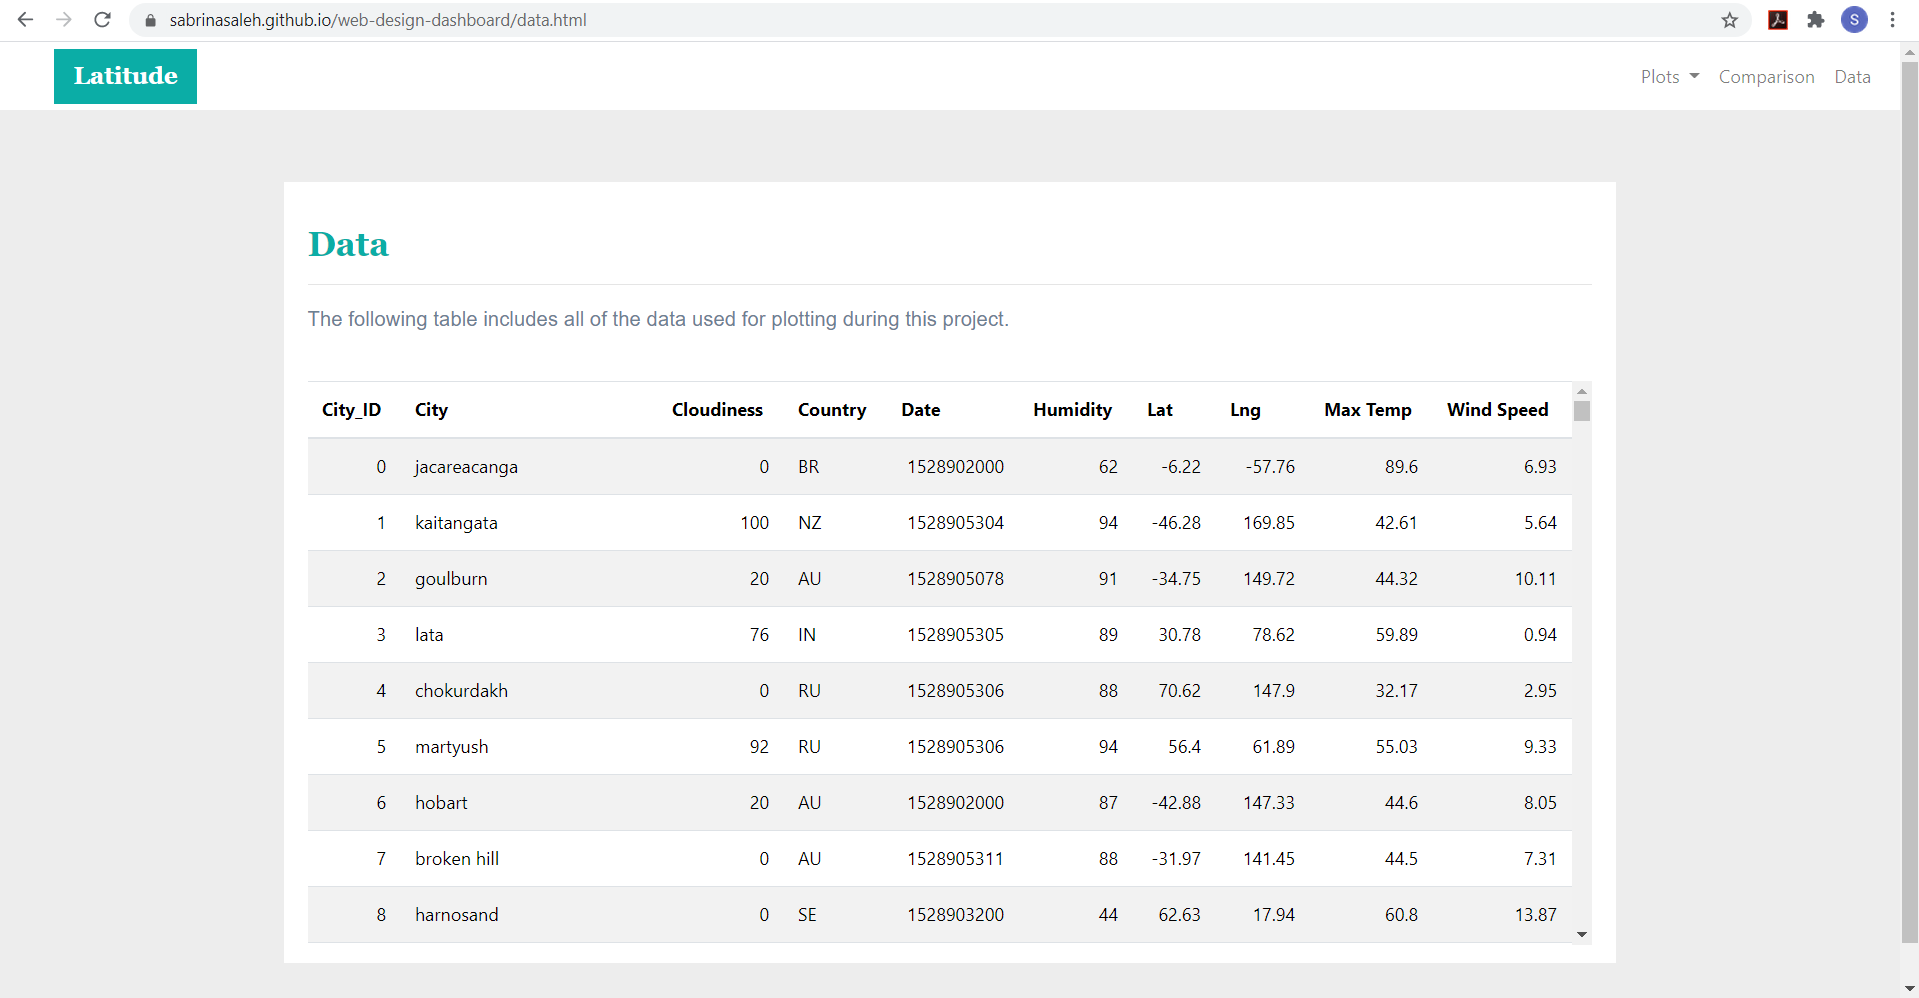 sabrinasaleh.github.io/web-design-dashboard/data.html S
Latitude Plots Comparison Data
Data
The following table includes all of the data used for plotting during this project.
City_ID City Cloudiness Country Date Humidity Lat Lng Max Temp Wind Speed
0 jacareacanga 0 BR 1528902000 62 -6.22 -57.76 89.6 6.93
1 kaitangata 100 NZ 1528905304 94 -46.28 169.85 42.61 5.64
2 goulburn 20 AU 1528905078 91 -34.75 149.72 44.32 10.11
3 lata 76 IN 1528905305 89 30.78 78.62 59.89 0.94
4 chokurdakh 0 RU 1528905306 88 70.62 147.9 32.17 2.95
5 martyush 92 RU 1528905306 94 56.4 61.89 55.03 9.33
6 hobart 20 AU 1528902000 87 -42.88 147.33 44.6 8.05
7 broken hill 0 AU 1528905311 88 -31.97 141.45 44.5 7.31
8 harnosand 0 SE 1528903200 44 62.63 17.94 60.8 13.87